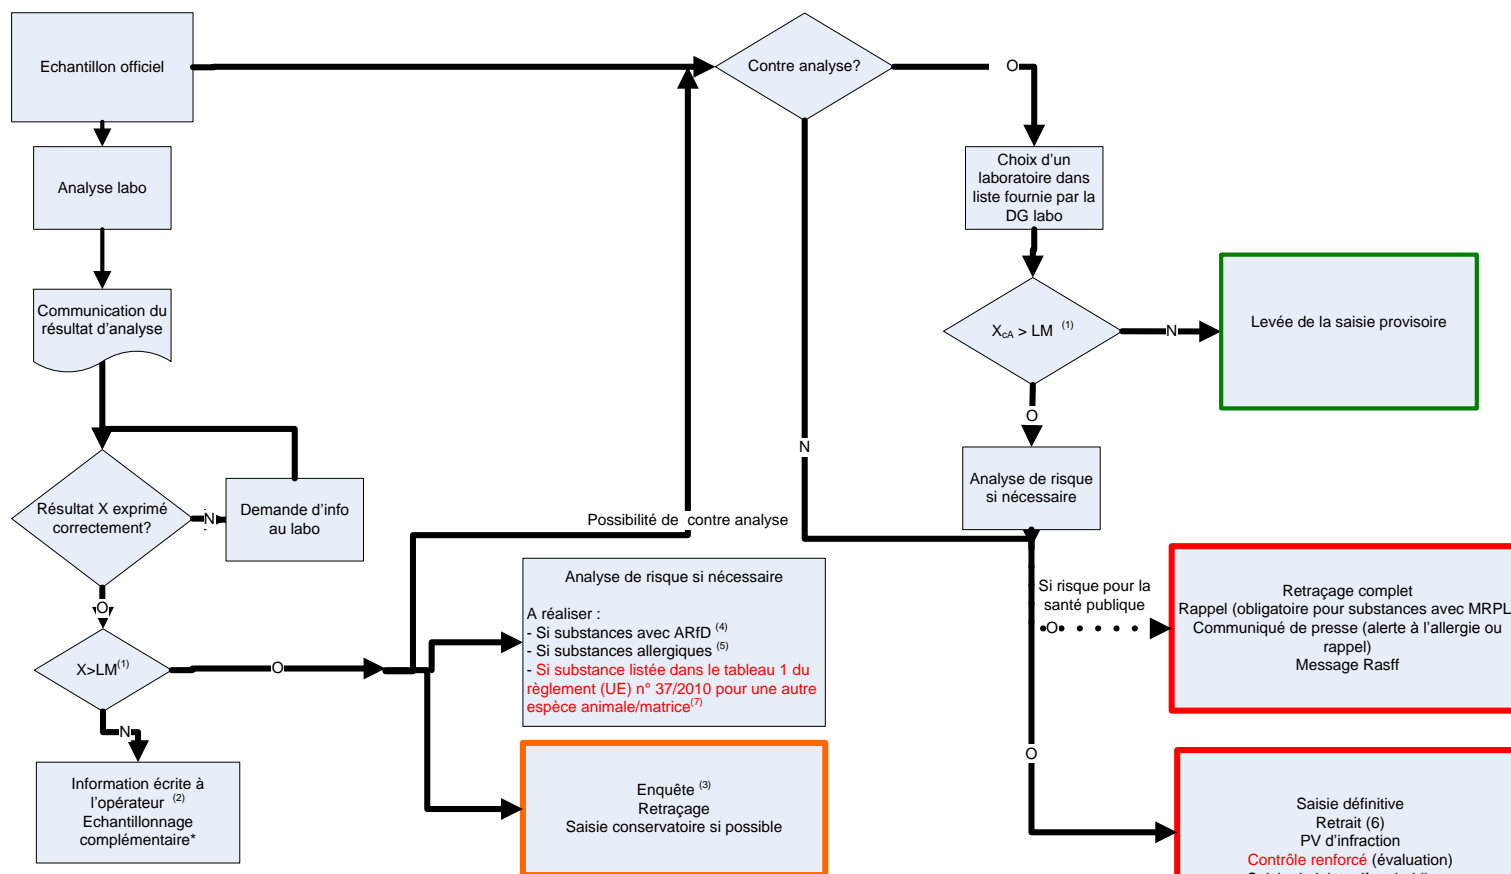 Echantillon officiel
Contre analyse?
O
Analyse labo
Choix d'un
laboratoire dans
liste fournie par la
DG labo
Communication du
résultat d'analyse
X_cA > LM (1)
N
Levée de la saisie provisoire
O
N
Résultat X exprimé
correctement?
N
Demande d'info
au labo
Analyse de risque
si nécessaire
Possibilité de contre analyse
O
X>LM(1)
O
N
Information écrite à
l'opérateur (2)
Echantillonnage
complémentaire*
Analyse de risque si nécessaire
A réaliser :
- Si substances avec ARfD (4)
- Si substances allergiques (5)
- Si substance listée dans le tableau 1 du
règlement (UE) n° 37/2010 pour une autre
espèce animale/matrice(7)
Enquête (3)
Retraçage
Saisie conservatoire si possible
Si risque pour la
santé publique
O
Retraçage complet
Rappel (obligatoire pour substances avec MRPL
Communiqué de presse (alerte à l'allergie ou
rappel)
Message Rasff
O
Saisie définitive
Retrait (6)
PV d'infraction
Contrôle renforcé (évaluation)